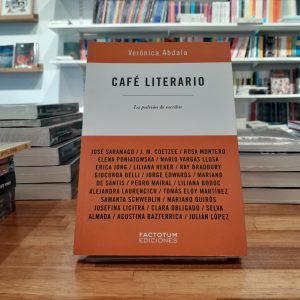 Verónica Abdala
CAFÉ LITERARIO
La pulsión de escribir
JOSÉ SARAMAGO / J. M. COETZEE / ROSA MONTERO
ELENA PONIATOWSKA / MARIO VARGAS LLOSA
ERICA JONG / LILIANA HEKER / RAY BRADBURY
GIOCONDA BELLI / JORGE EDWARDS / MARIANO
DE SANTIS / PEDRO MAIRAL / LILIANA BODOC
ALEJANDRA LAURENCICH / TOMÁS ELOY MARTÍNEZ
SAMANTA SCHWEBLIN / MARIANO QUIRÓS
JOSEFINA LICITRA / CLARA OBLIGADO / SELVA
ALMADA / AGUSTINA BAZTERRICA / JULIÁN LÓPEZ
FACTOTUM
EDICIONES